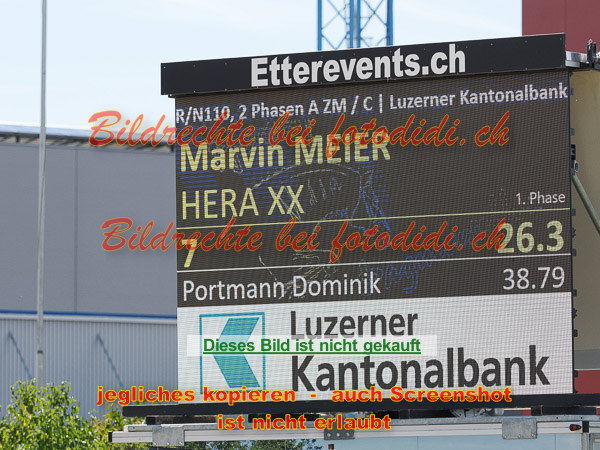 Etterevents.ch
R/N110, 2 Phasen A ZM / C | Luzerner Kantonalbank
Bildrechte bei fotodidi.ch
Marvin MEIER
HERA XX
1. Phase
Bildrechte bei fotodidi.ch
7 26.3
Portmann Dominik 38.79
Luzerner
Dieses Bild ist nicht gekauft
Kantonalbank
jegliches kopieren - auch Screenshot
ist nicht erlaubt